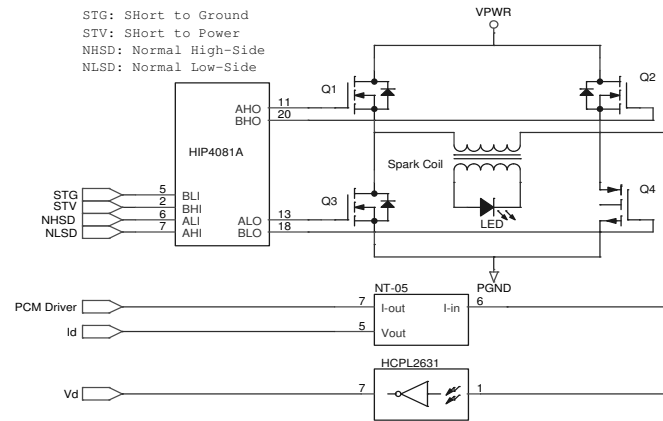 STG: SHort to Ground
STV: SHort to Power
NHSD: Normal High-Side
NLSD: Normal Low-Side
VPWR
Q1
Q2
11
AHO
20
BHO
HIP4081A
Spark Coil
STG
5
BLI
STV
2
BHI
NHSD
6
ALI
NLSD
7
AHI
ALO
13
BLO
18
Q3
Q4
LED
PGND
NT-05
PCM Driver
7
I-out
I-in
6
Id
5
Vout
HCPL2631
Vd
7
1